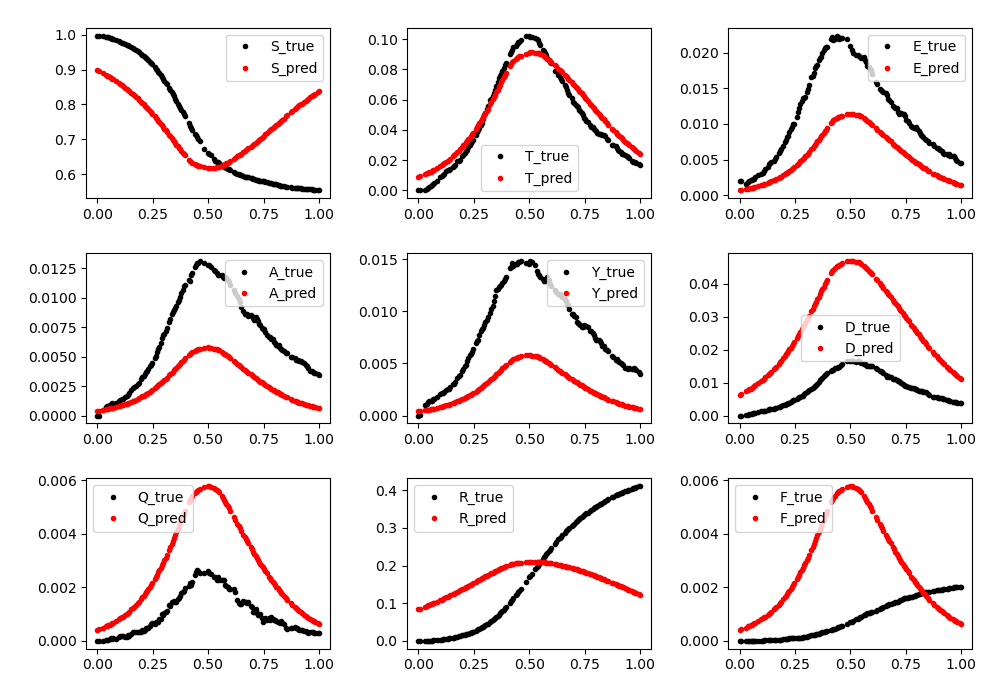 1.0
0.9
0.8
0.7
0.6
S_true
S_pred
0.00 0.25 0.50 0.75 1.00
0.10
0.08
0.06
0.04
0.02
0.00
T_true
T_pred
0.00 0.25 0.50 0.75 1.00
0.020
0.015
0.010
0.005
0.000
E_true
E_pred
0.00 0.25 0.50 0.75 1.00
0.0125
0.0100
0.0075
0.0050
0.0025
0.0000
A_true
A_pred
0.00 0.25 0.50 0.75 1.00
0.015
0.010
0.005
0.000
Y_true
Y_pred
0.00 0.25 0.50 0.75 1.00
0.04
0.03
0.02
0.01
0.00
D_true
D_pred
0.00 0.25 0.50 0.75 1.00
0.006
0.004
0.002
0.000
Q_true
Q_pred
0.00 0.25 0.50 0.75 1.00
0.4
0.3
0.2
0.1
0.0
R_true
R_pred
0.00 0.25 0.50 0.75 1.00
0.006
0.004
0.002
0.000
F_true
F_pred
0.00 0.25 0.50 0.75 1.00